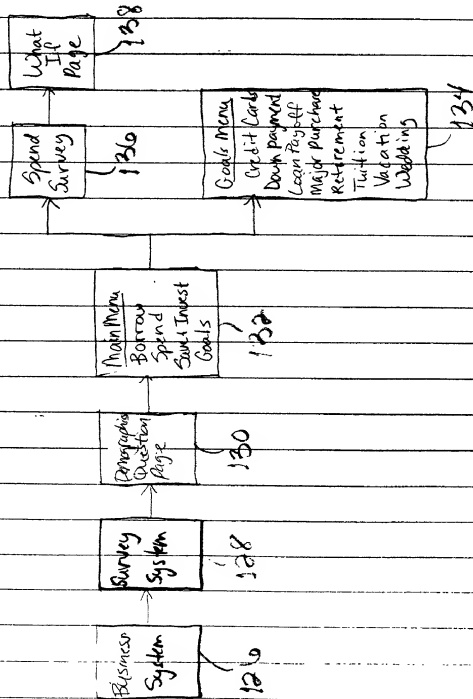 Business
System
126
Survey
System
128
Demographic
Question
Page
130
Main Menu
Borrow
Spend
Save & Invest
Goals
132
Spend
Survey
136
What
If
Page
138
Goals Menu
Credit Cards
Down payment
Loan Payoff
Major Purchase
Retirement
Tuition
Vacation
Wedding
134